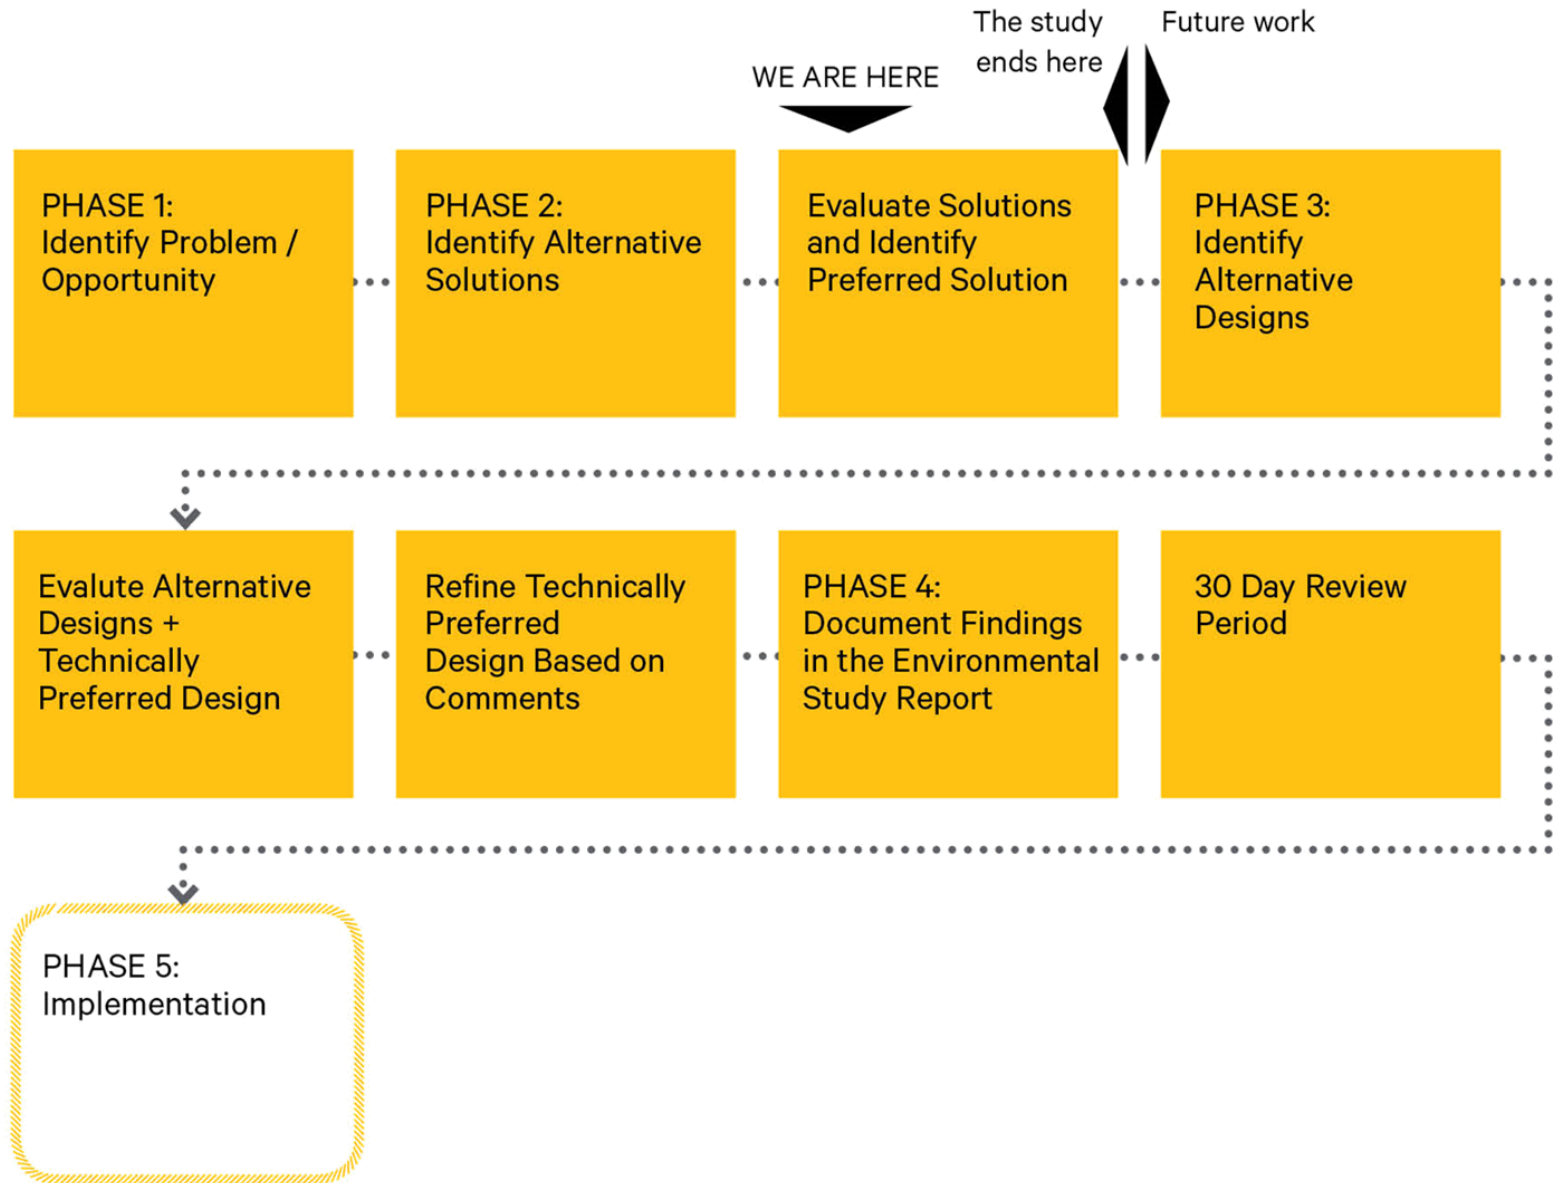 The study
ends here
Future work
WE ARE HERE
PHASE 1:
Identify Problem /
Opportunity
PHASE 2:
Identify Alternative
Solutions
Evaluate Solutions
and Identify
Preferred Solution
PHASE 3:
Identify
Alternative
Designs
Evalute Alternative
Designs +
Technically
Preferred Design
Refine Technically
Preferred
Design Based on
Comments
PHASE 4:
Document Findings
in the Environmental
Study Report
30 Day Review
Period
PHASE 5:
Implementation